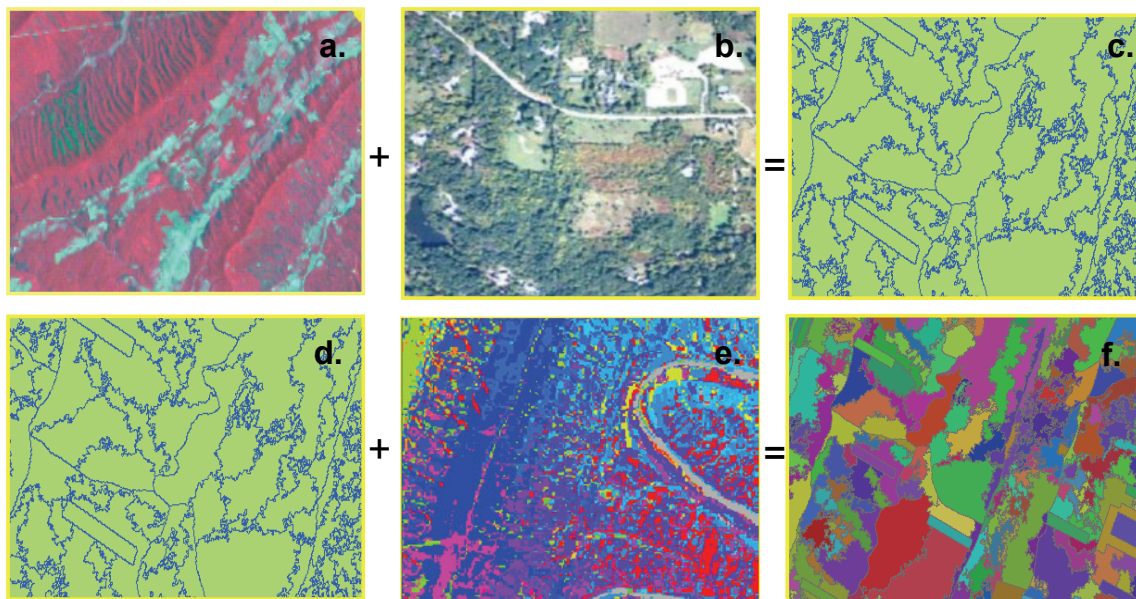 a.
+
b.
=
c.
d.
+
e.
=
f.